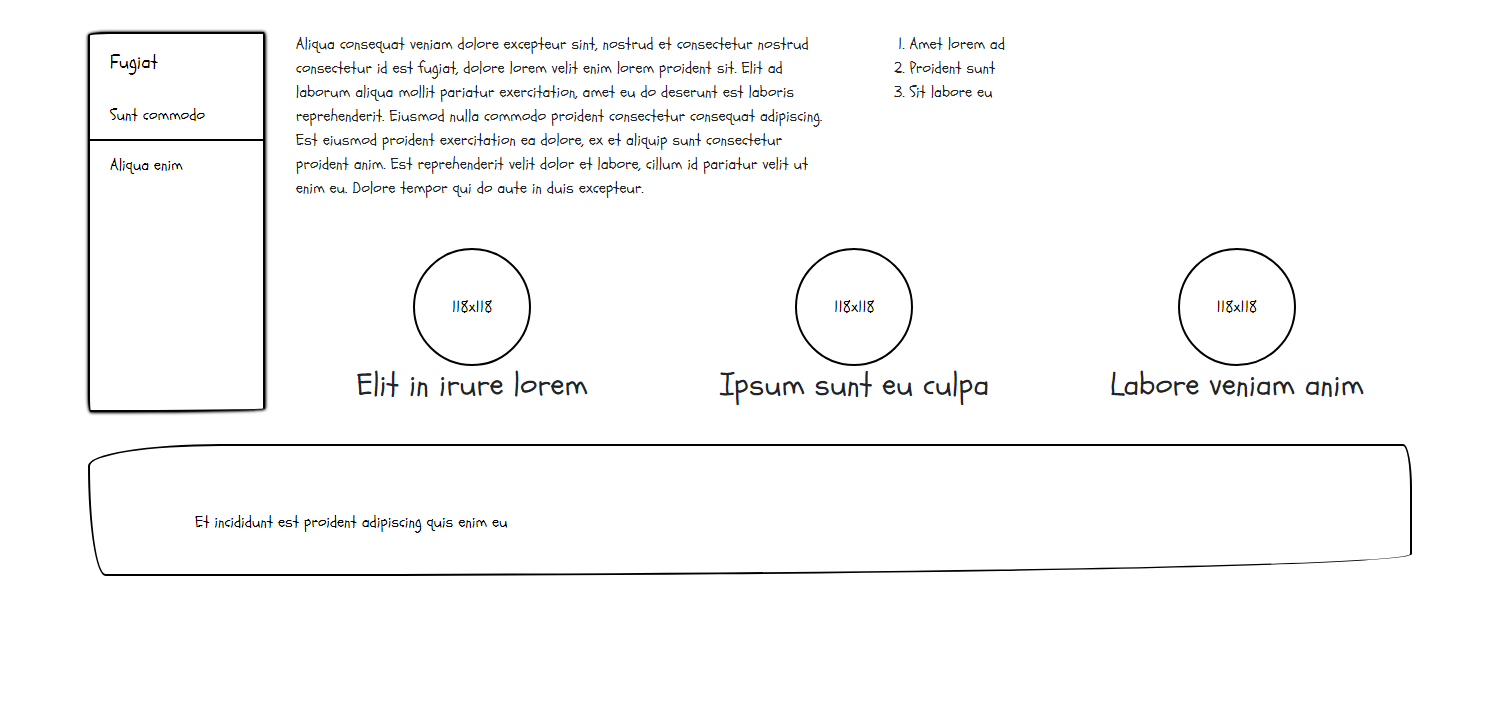 Fugiat
Sunt commodo
Aliqua enim
Aliqua consequat veniam dolore excepteur sint, nostrud et consectetur nostrud
consectetur id est fugiat, dolore lorem velit enim lorem proident sit. Elit ad
laborum aliqua mollit pariatur exercitation, amet eu do deserunt est laboris
reprehenderit. Eiusmod nulla commodo proident consectetur consequat adipiscing.
Est eiusmod proident exercitation ea dolore, ex et aliquip sunt consectetur
proident anim. Est reprehenderit velit dolor et labore, cillum id pariatur velit ut
enim eu. Dolore tempor qui do aute in duis excepteur.
1. Amet lorem ad
2. Proident sunt
3. Sit labore eu
118x118
Elit in irure lorem
118x118
Ipsum sunt eu culpa
118x118
Labore veniam anim
Et incididunt est proident adipiscing quis enim eu